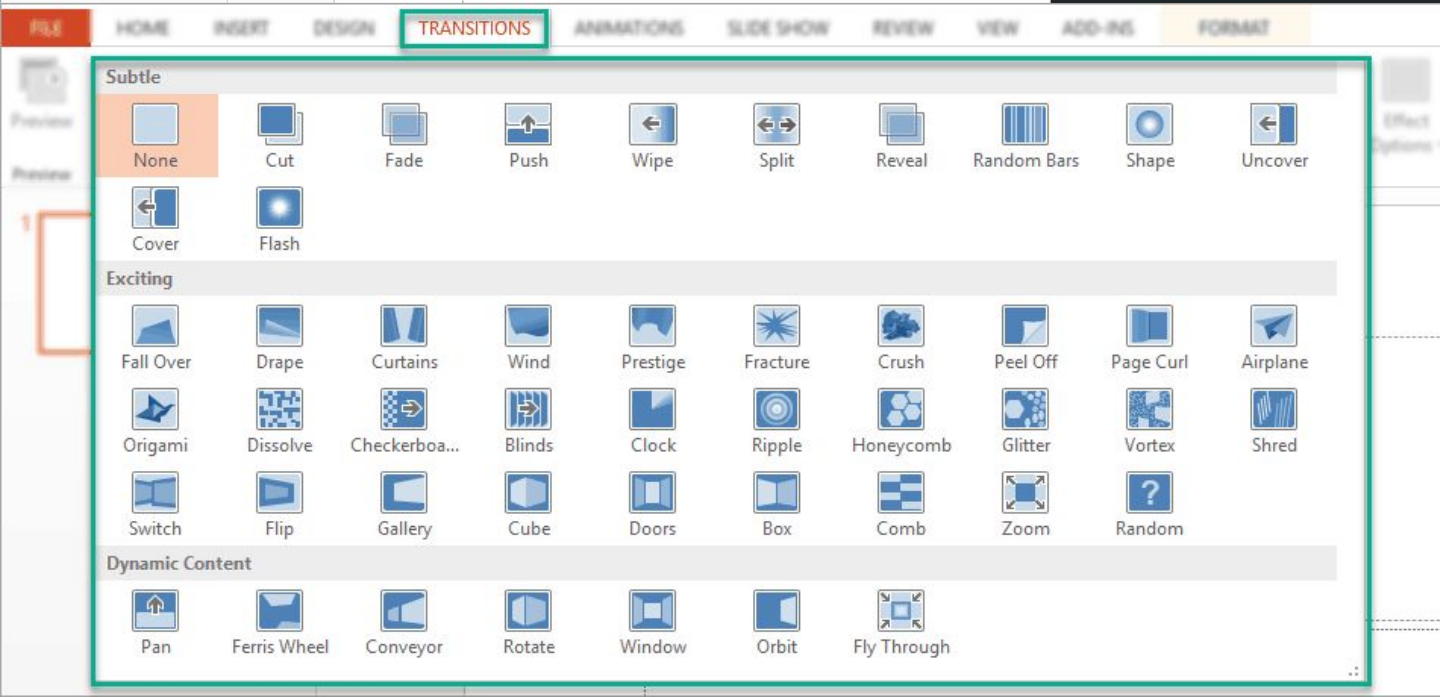 FILE HOME INSERT DESIGN TRANSITIONS ANIMATIONS SLIDE SHOW REVIEW VIEW ADD-INS FORMAT
Subtle
None Cut Fade Push Wipe Split Reveal Random Bars Shape Uncover
Preview
Effect
Options
Preview
Cover Flash
1
Exciting
Fall Over Drape Curtains Wind Prestige Fracture Crush Peel Off Page Curl Airplane
Origami Dissolve Checkerboa... Blinds Clock Ripple Honeycomb Glitter Vortex Shred
?
Switch Flip Gallery Cube Doors Box Comb Zoom Random
Dynamic Content
Pan Ferris Wheel Conveyor Rotate Window Orbit Fly Through